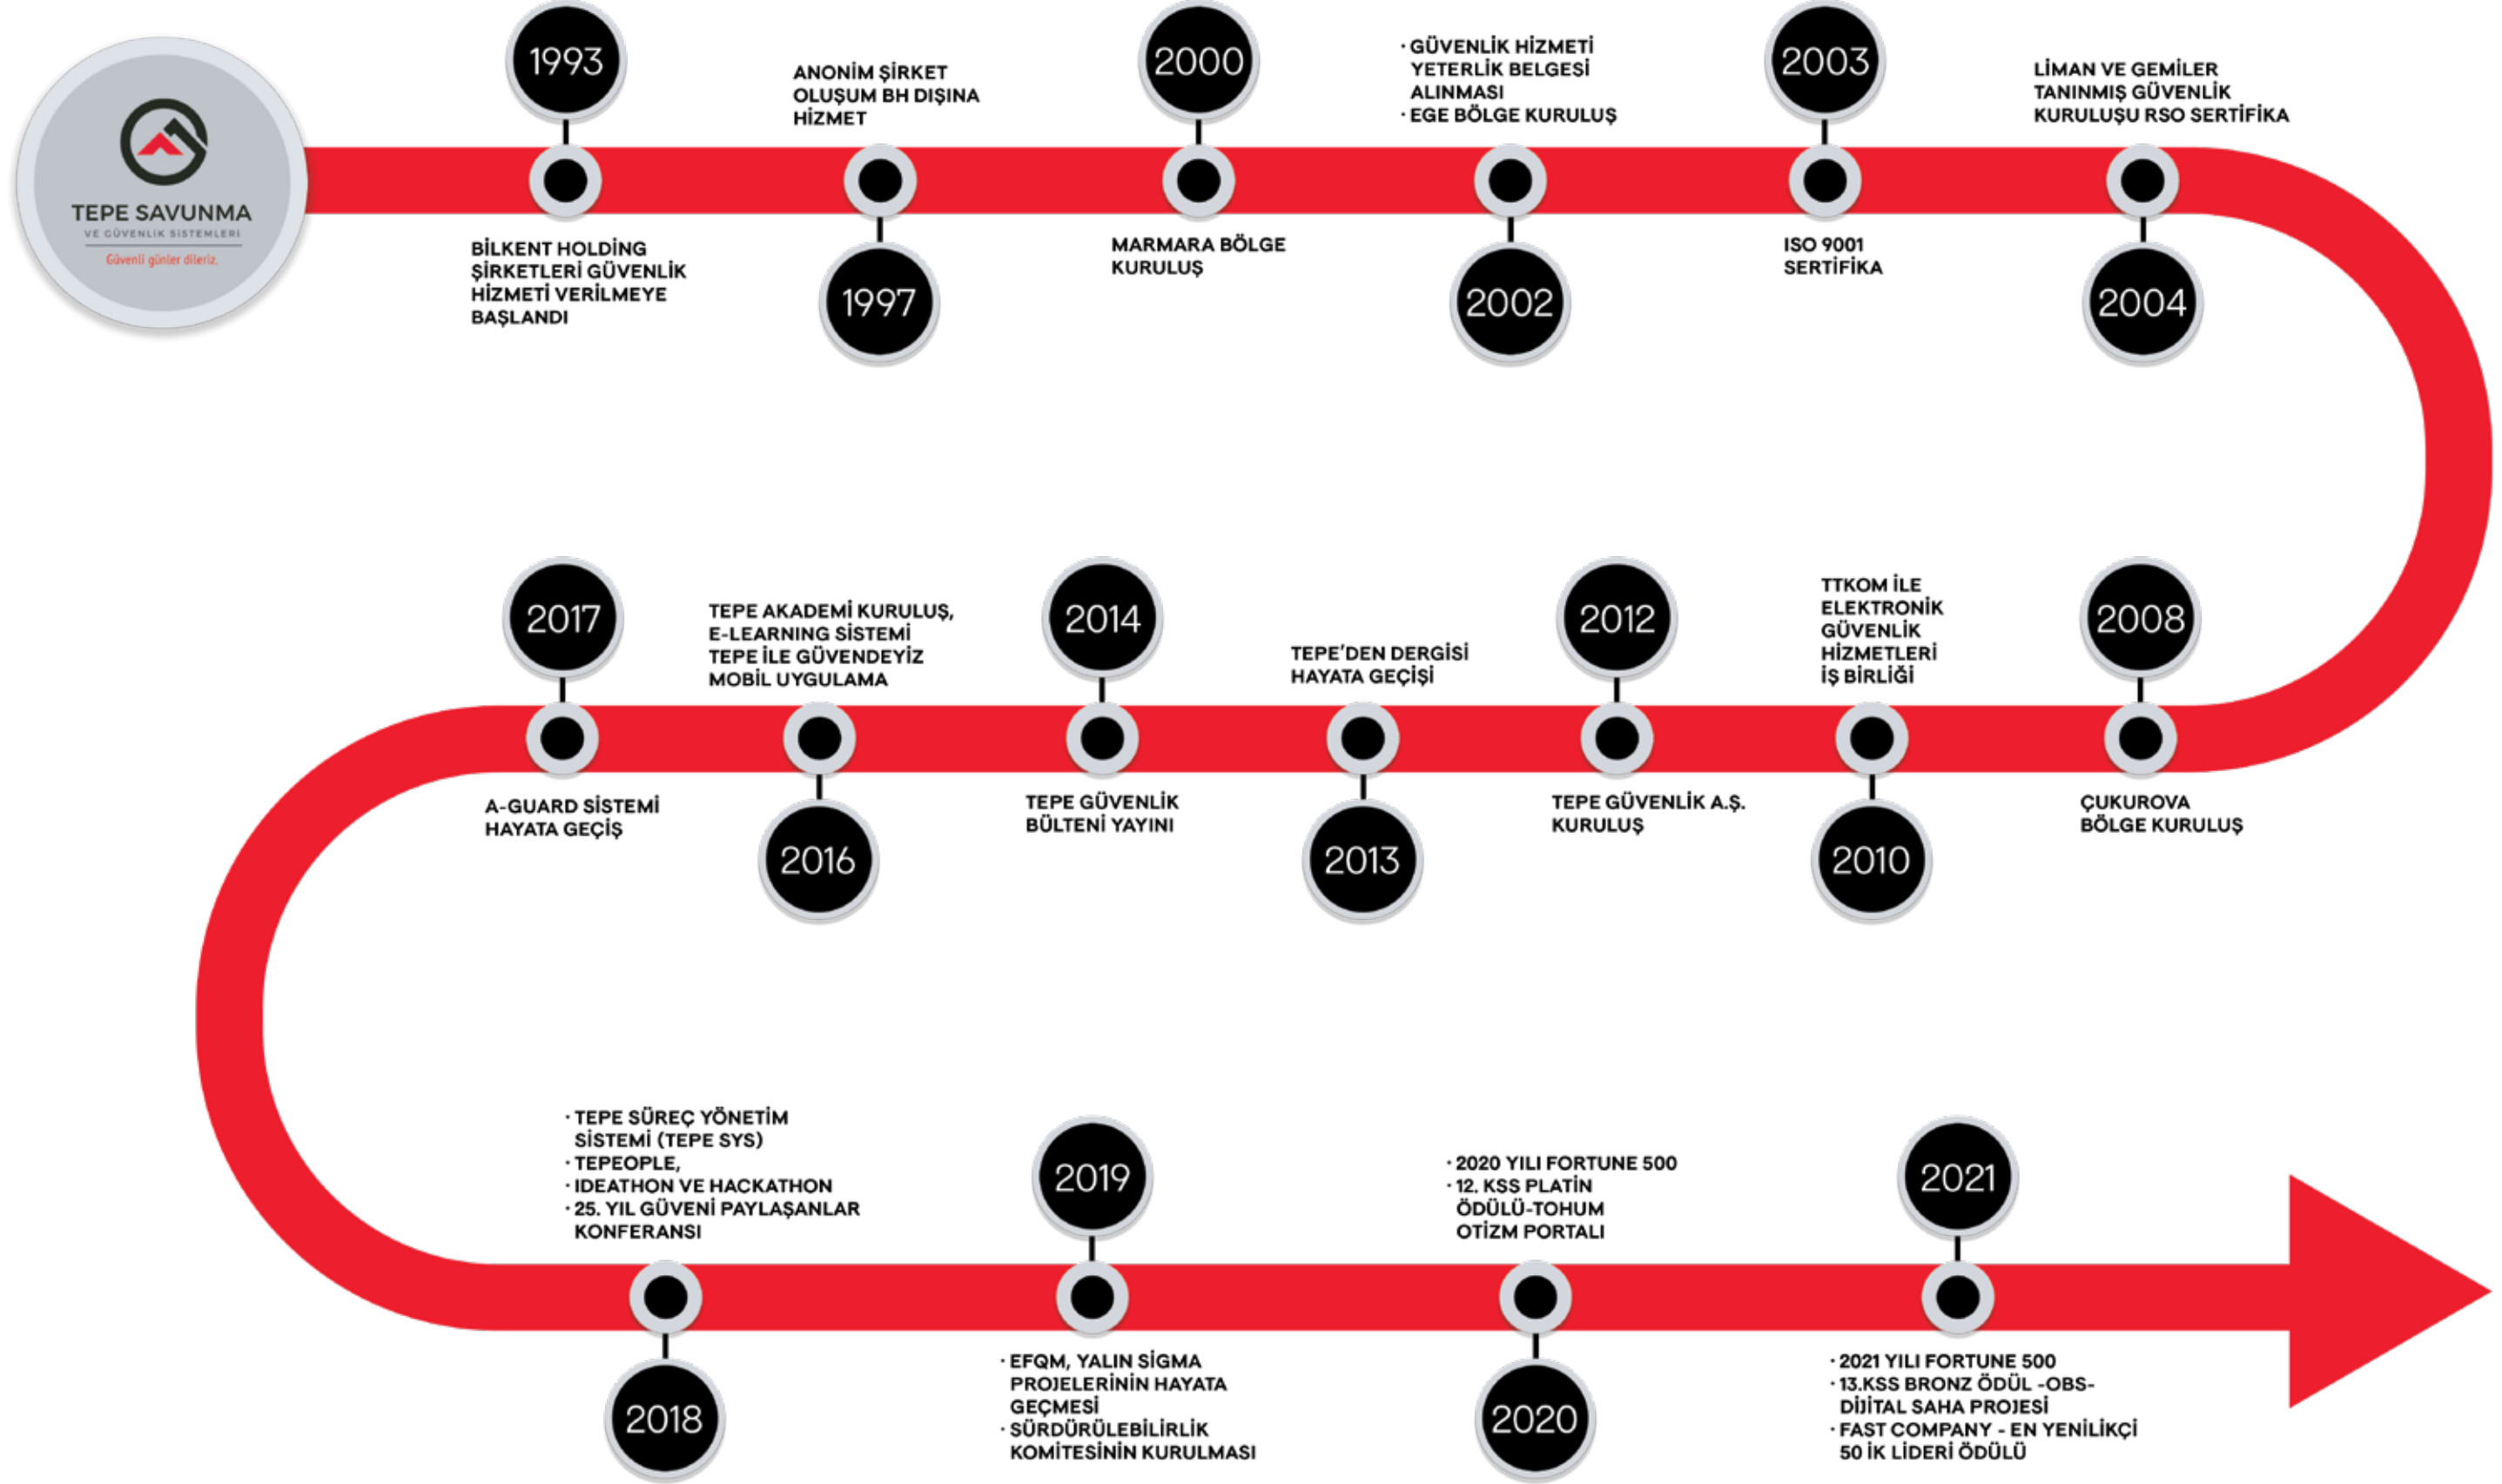 TEPE SAVUNMA
VE GÜVENLİK SİSTEMLERİ
Güvenli günler dileriz.
1993
BİLKENT HOLDİNG
ŞİRKETLERİ GÜVENLİK
HİZMETİ VERİLMEYE
BAŞLANDI
ANONİM ŞİRKET
OLUŞUM BH DIŞINA
HİZMET
1997
2000
MARMARA BÖLGE
KURULUŞ
· GÜVENLİK HİZMETİ
YETERLİK BELGESİ
ALINMASI
· EGE BÖLGE KURULUŞ
2002
2003
ISO 9001
SERTİFİKA
LİMAN VE GEMİLER
TANINMIŞ GÜVENLİK
KURULUŞU RSO SERTİFİKA
2004
2008
ÇUKUROVA
BÖLGE KURULUŞ
TTKOM İLE
ELEKTRONİK
GÜVENLİK
HİZMETLERİ
İŞ BİRLİĞİ
2010
2012
TEPE GÜVENLİK A.Ş.
KURULUŞ
TEPE'DEN DERGİSİ
HAYATA GEÇİŞİ
2013
2014
TEPE GÜVENLİK
BÜLTENİ YAYINI
TEPE AKADEMİ KURULUŞ,
E-LEARNING SİSTEMİ
TEPE İLE GÜVENDEYİZ
MOBİL UYGULAMA
2016
2017
A-GUARD SİSTEMİ
HAYATA GEÇİŞ
· TEPE SÜREÇ YÖNETİM
SİSTEMİ (TEPE SYS)
· TEPEOPLE,
· IDEATHON VE HACKATHON
· 25. YIL GÜVENİ PAYLAŞANLAR
KONFERANSI
2018
2019
· EFQM, YALIN SİGMA
PROJELERİNİN HAYATA
GEÇMESİ
· SÜRDÜRÜLEBİLİRLİK
KOMİTESİNİN KURULMASI
· 2020 YILI FORTUNE 500
· 12. KSS PLATİN
ÖDÜLÜ-TOHUM
OTİZM PORTALI
2020
2021
· 2021 YILI FORTUNE 500
· 13.KSS BRONZ ÖDÜL -OBS-
DİJİTAL SAHA PROJESİ
· FAST COMPANY - EN YENİLİKÇİ
50 İK LİDERİ ÖDÜLÜ